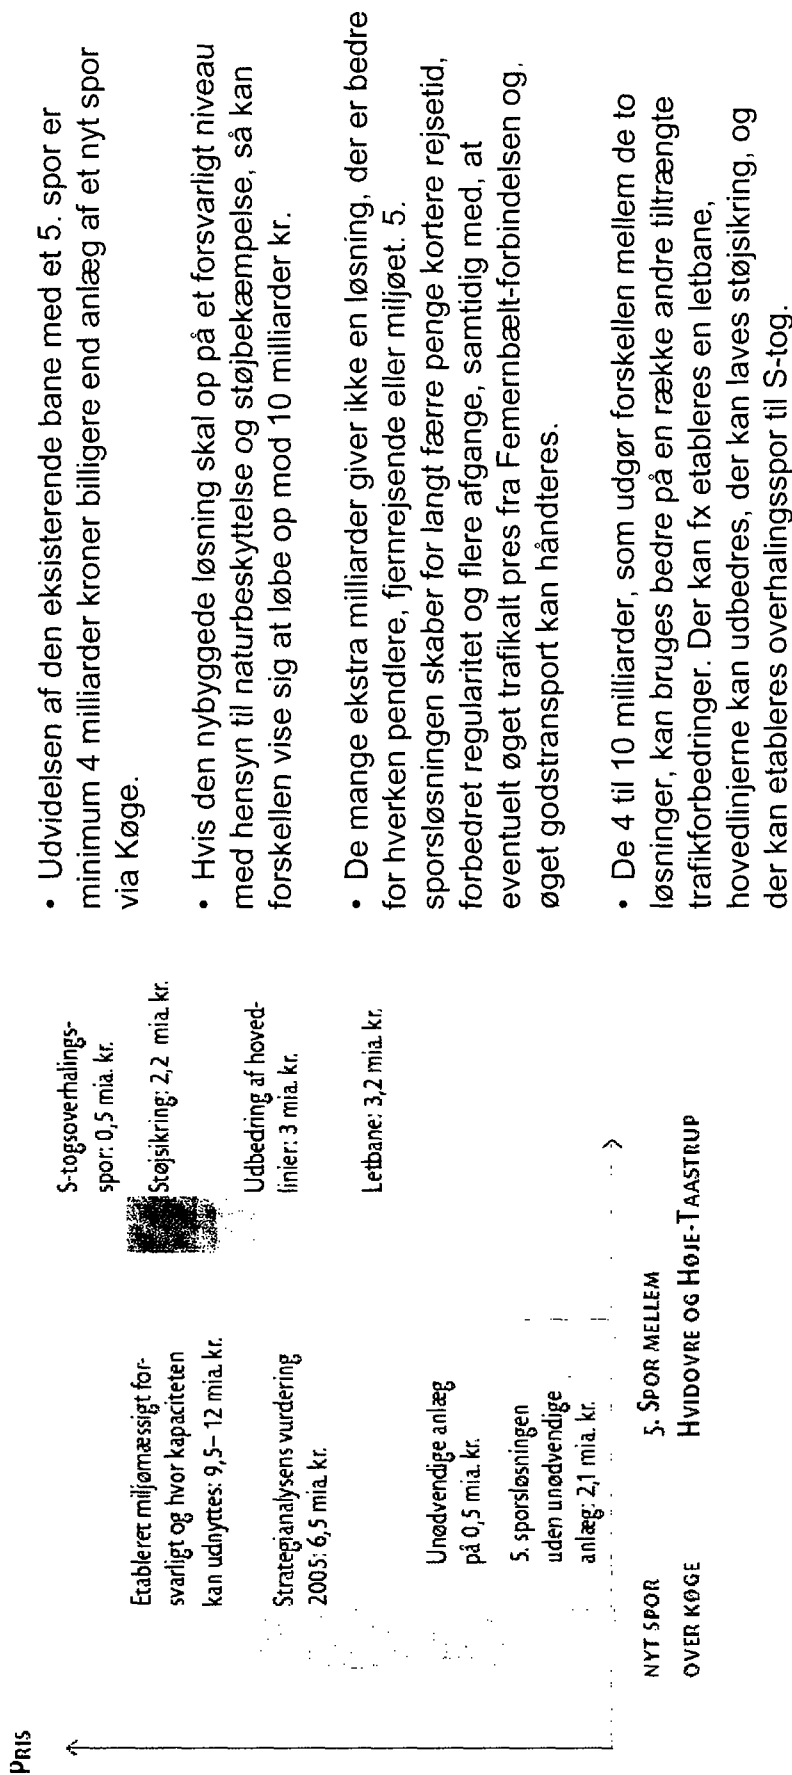 PRIS
Etableret miljømæssigt for-
svarligt og hvor kapaciteten
kan udnyttes: 9,5–12 mia. kr.
Strategianalysens vurdering
2005: 6,5 mia. kr.
Unødvendige anlæg
på 0,5 mia. kr.
5. sporsløsningen
uden unødvendige
anlæg: 2,1 mia. kr.
NYT SPOR
OVER KØGE
5. SPOR MELLEM
HVIDOVRE OG HØJE-TAASTRUP
S-togsoverhalings-
spor: 0,5 mia. kr.
Støjsikring: 2,2 mia. kr.
Udbedring af hoved-
linier: 3 mia. kr.
Letbane: 3,2 mia. kr.
• Udvidelsen af den eksisterende bane med et 5. spor er
minimum 4 milliarder kroner billigere end anlæg af et nyt spor
via Køge.
• Hvis den nybyggede løsning skal op på et forsvarligt niveau
med hensyn til naturbeskyttelse og støjbekæmpelse, så kan
forskellen vise sig at løbe op mod 10 milliarder kr.
• De mange ekstra milliarder giver ikke en løsning, der er bedre
for hverken pendlere, fjernrejsende eller miljøet. 5.
sporsløsningen skaber for langt færre penge kortere rejsetid,
forbedret regularitet og flere afgange, samtidig med, at
eventuelt øget trafikalt pres fra Femernbælt-forbindelsen og.
øget godstransport kan håndteres.
• De 4 til 10 milliarder, som udgør forskellen mellem de to
løsninger, kan bruges bedre på en række andre tiltrængte
trafikforbedringer. Der kan fx etableres en letbane,
hovedlinjerne kan udbedres, der kan laves støjsikring, og
der kan etableres overhalingsspor til S-tog.